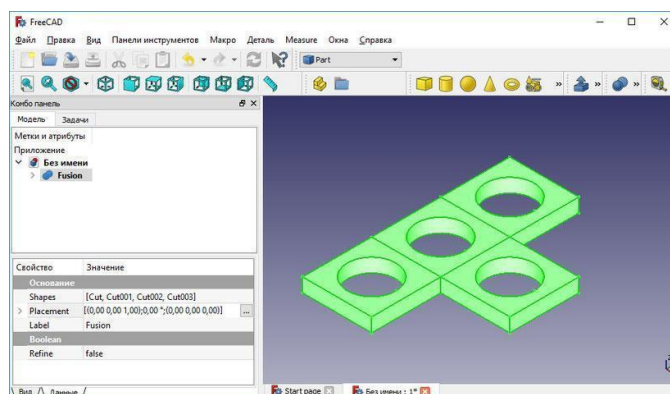 FreeCAD
Файл Правка Вид Панели инструментов Макро Деталь Measure Окна Справка
Part
Комбо панель
Модель Задачи
Метки и атрибуты
Приложение
Без имени
Fusion
Свойство Значение
Основание
Shapes [Cut, Cut001, Cut002, Cut003]
Placement [(0,00 0,00 1,00);0,00 °;(0,00 0,00 0,00)] ...
Label Fusion
Boolean
Refine false
Вид Данные
Start page Без имени : 1*